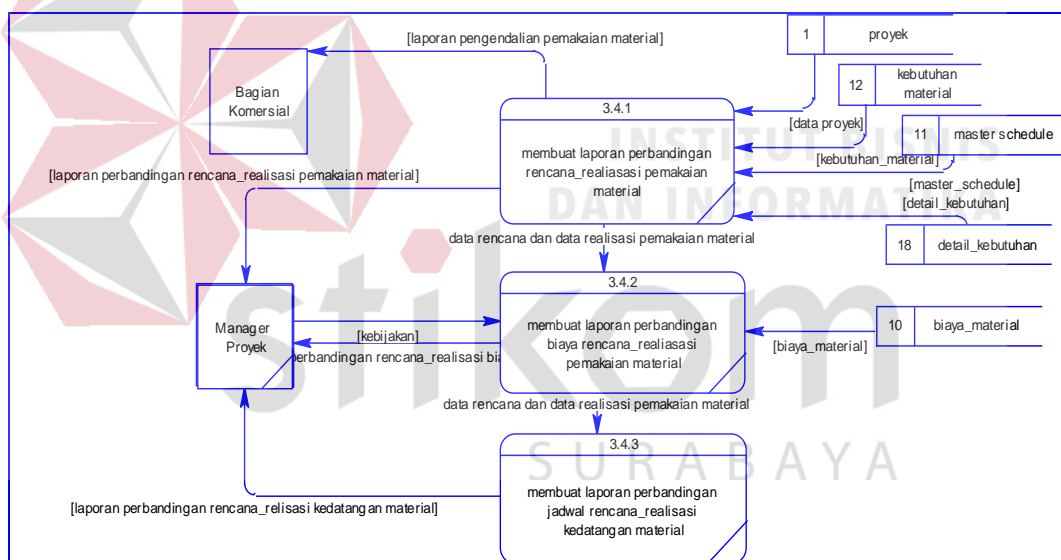 [laporan pengendalian pemakaian material]
1 proyek
Bagian
Komersial
12 kebutuhan
material
3.4.1
[data proyek]
11 master schedule
membuat laporan perbandingan
rencana_realiasasi pemakaian
material
[kebutuhan_material]
[laporan perbandingan rencana_realisasi pemakaian material]
[master_schedule]
[detail_kebutuhan]
18 detail_kebutuhan
data rencana dan data realisasi pemakaian material
3.4.2
Manager
Proyek
membuat laporan perbandingan
biaya rencana_realiasasi
pemakaian material
[kebijakan]
perbandingan rencana_realisasi bia
10 biaya_material
[biaya_material]
data rencana dan data realisasi pemakaian material
3.4.3
membuat laporan perbandingan
jadwal rencana_realisasi
kedatangan material
[laporan perbandingan rencana_relisasi kedatangan material]
INSTITUT BISNIS
DAN INFORMATIKA
stikom
SURABAYA